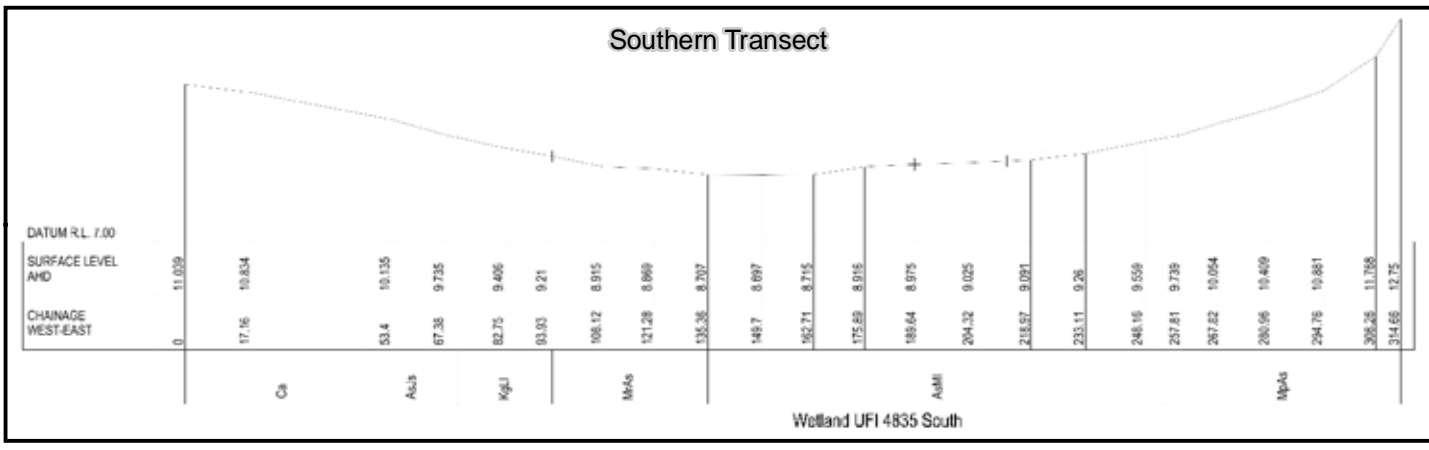 Southern Transect
DATUM R.L. 7.00
SURFACE LEVEL
AHD
11.039 10.834 10.135 9.735 9.406 9.21 8.915 8.869 8.707 8.697 8.715 8.916 8.975 9.025 9.091 9.26 9.559 9.739 10.054 10.409 10.881 11.788 12.75
CHAINAGE
WEST-EAST
0 17.16 53.4 67.38 82.75 93.93 108.12 121.28 135.36 149.7 162.71 175.89 189.64 204.32 218.97 233.11 248.16 257.81 267.82 280.96 294.76 308.26 314.66
Ca AsJs KgLl MrAs AsMl MpAs
Wetland UFI 4835 South